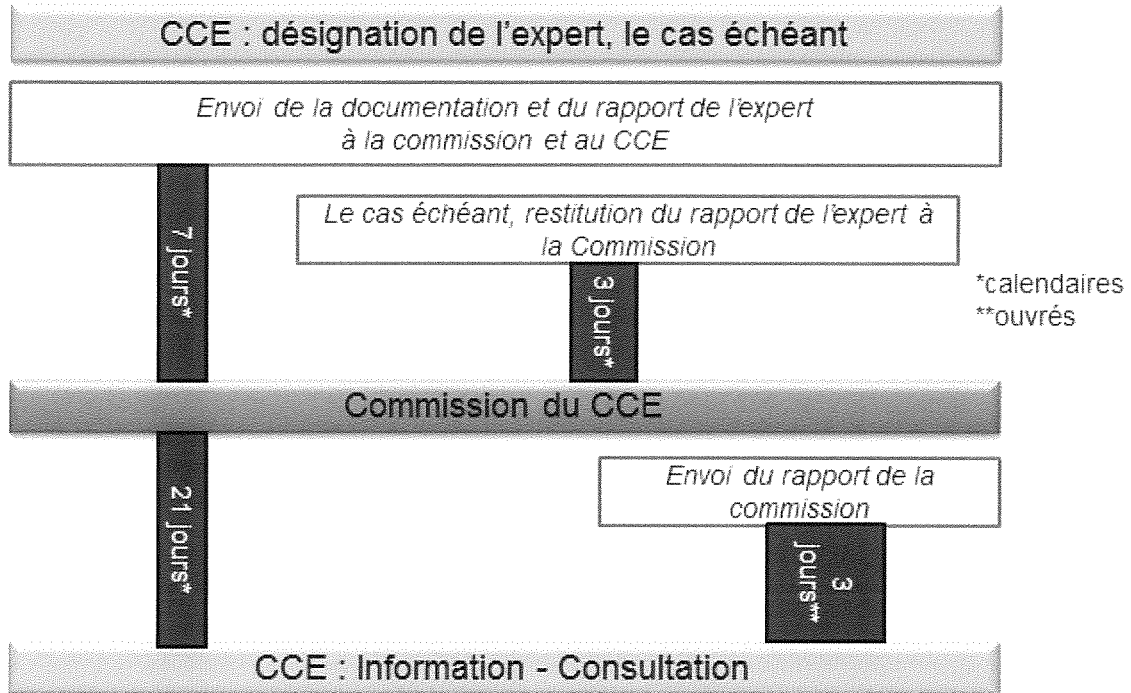 CCE : désignation de l'expert, le cas échéant
Envoi de la documentation et du rapport de l'expert
à la commission et au CCE
7 jours*
Le cas échéant, restitution du rapport de l'expert à
la Commission
3 jours*
*calendaires
**ouvrés
Commission du CCE
21 jours*
Envoi du rapport de la
commission
3
jours**
CCE : Information - Consultation